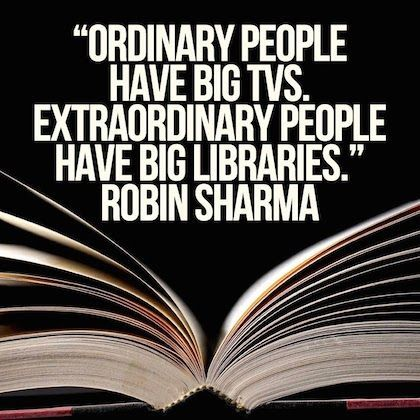 “ORDINARY PEOPLE
HAVE BIG TVS.
EXTRAORDINARY PEOPLE
HAVE BIG LIBRARIES.”
ROBIN SHARMA